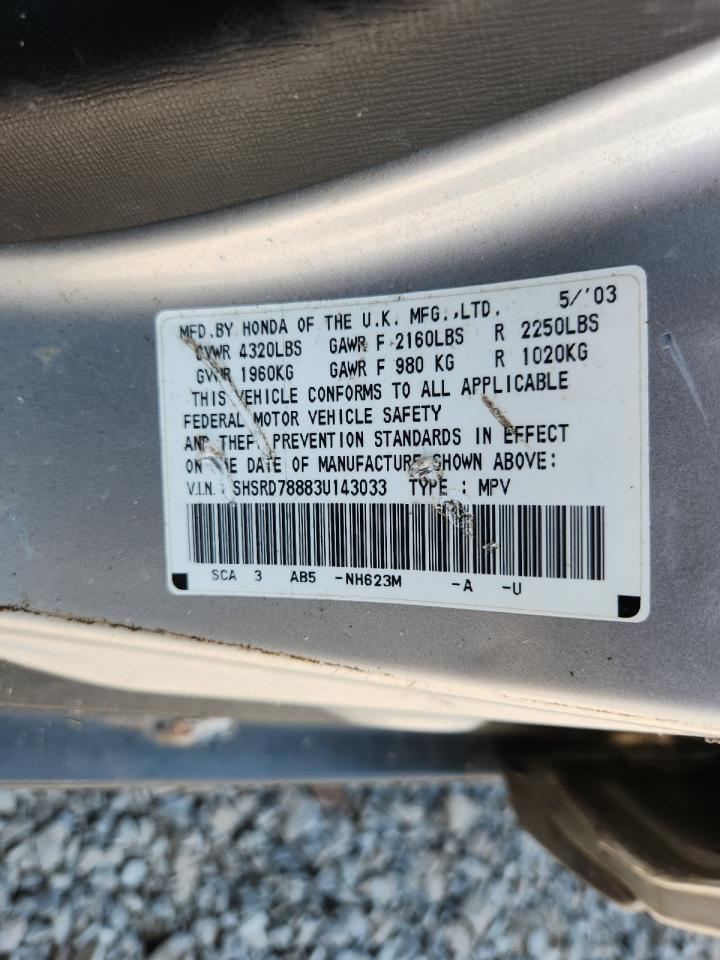 MFD.BY HONDA OF THE U.K. MFG.,LTD. 5/'03
GVWR 4320LBS GAWR F 2160LBS R 2250LBS
GVWR 1960KG GAWR F 980 KG R 1020KG
THIS VEHICLE CONFORMS TO ALL APPLICABLE
FEDERAL MOTOR VEHICLE SAFETY
AND THEFT PREVENTION STANDARDS IN EFFECT
ON THE DATE OF MANUFACTURE SHOWN ABOVE:
V.I.N. : SHSRD78883U143033 TYPE : MPV
SCA 3 AB5 -NH623M -A -U